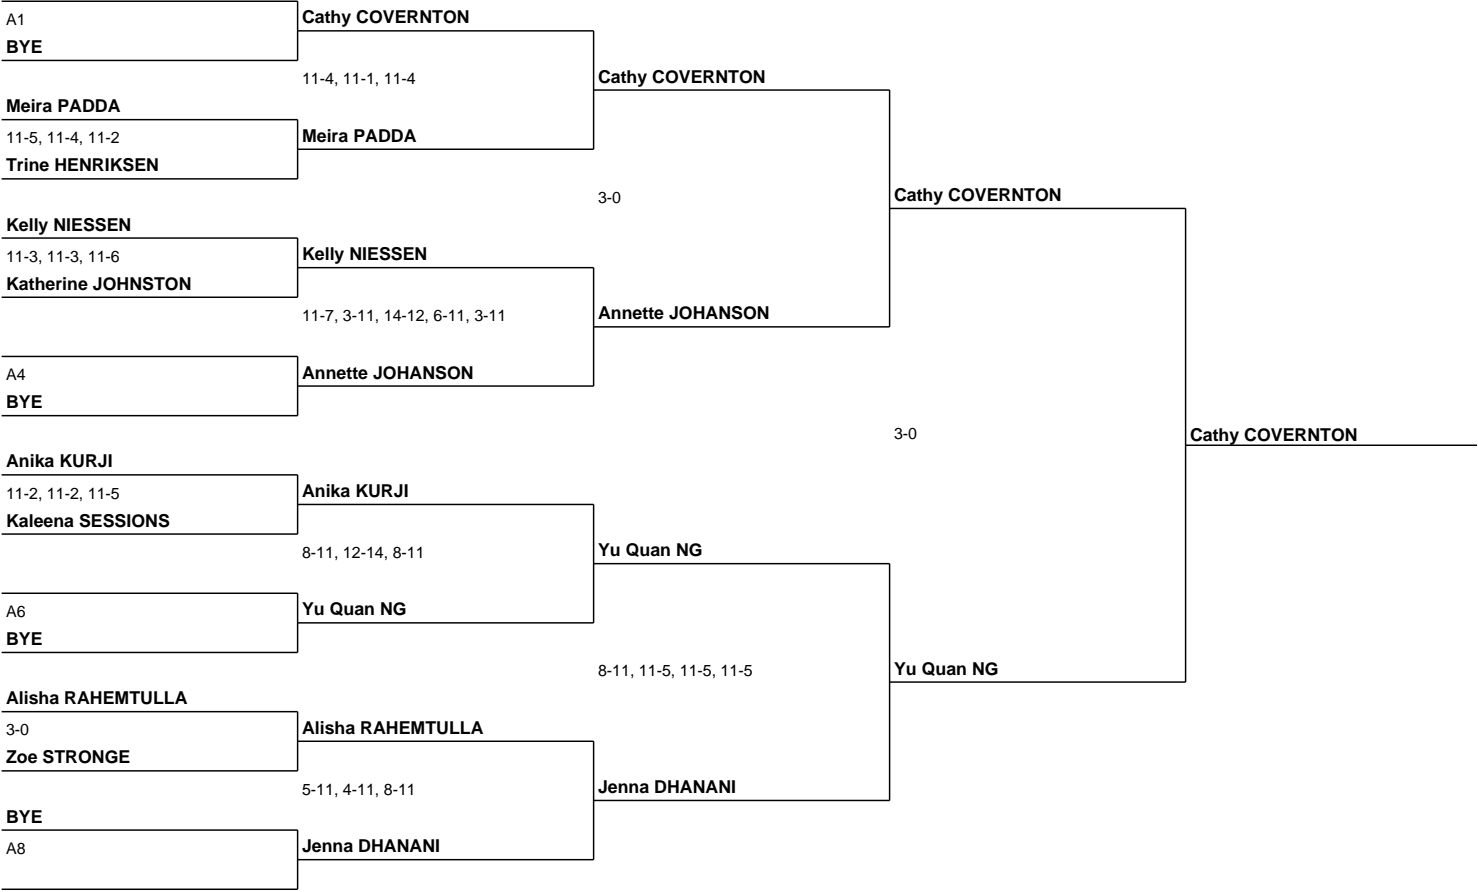 A1
BYE
Cathy COVERNTON
11-4, 11-1, 11-4
Meira PADDA
11-5, 11-4, 11-2
Trine HENRIKSEN
Meira PADDA
Cathy COVERNTON
3-0
Kelly NIESSEN
11-3, 11-3, 11-6
Katherine JOHNSTON
Kelly NIESSEN
11-7, 3-11, 14-12, 6-11, 3-11
Annette JOHANSON
A4
BYE
Annette JOHANSON
Cathy COVERNTON
3-0
Cathy COVERNTON
Anika KURJI
11-2, 11-2, 11-5
Kaleena SESSIONS
Anika KURJI
8-11, 12-14, 8-11
Yu Quan NG
A6
BYE
Yu Quan NG
8-11, 11-5, 11-5, 11-5
Yu Quan NG
Alisha RAHEMTULLA
3-0
Zoe STRONGE
Alisha RAHEMTULLA
5-11, 4-11, 8-11
Jenna DHANANI
BYE
A8
Jenna DHANANI